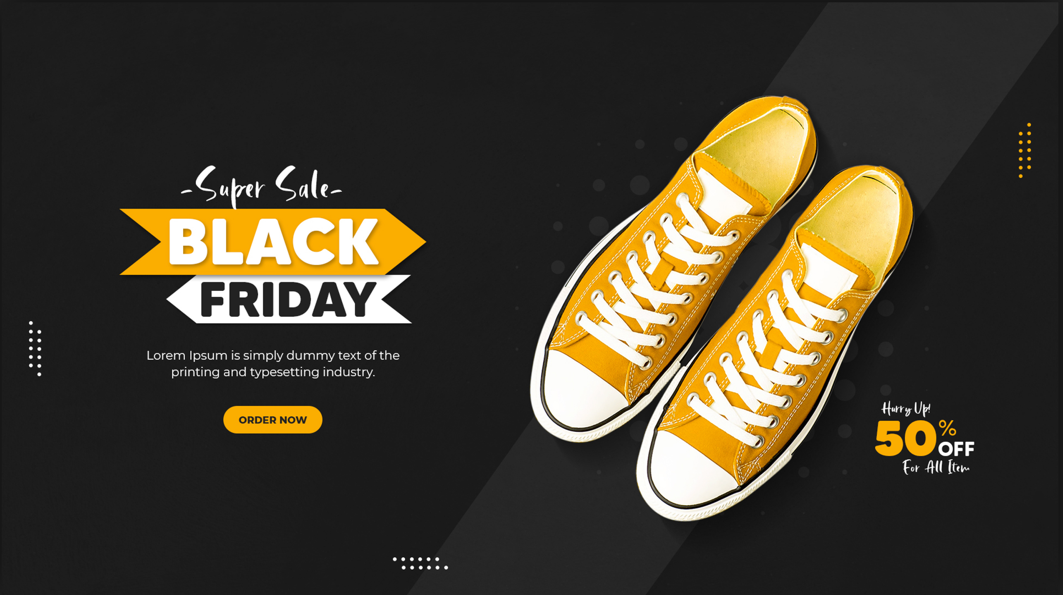 -Super Sale-
BLACK
FRIDAY
Lorem Ipsum is simply dummy text of the
printing and typesetting industry.
ORDER NOW
Hurry Up!
50%
OFF
For All Item